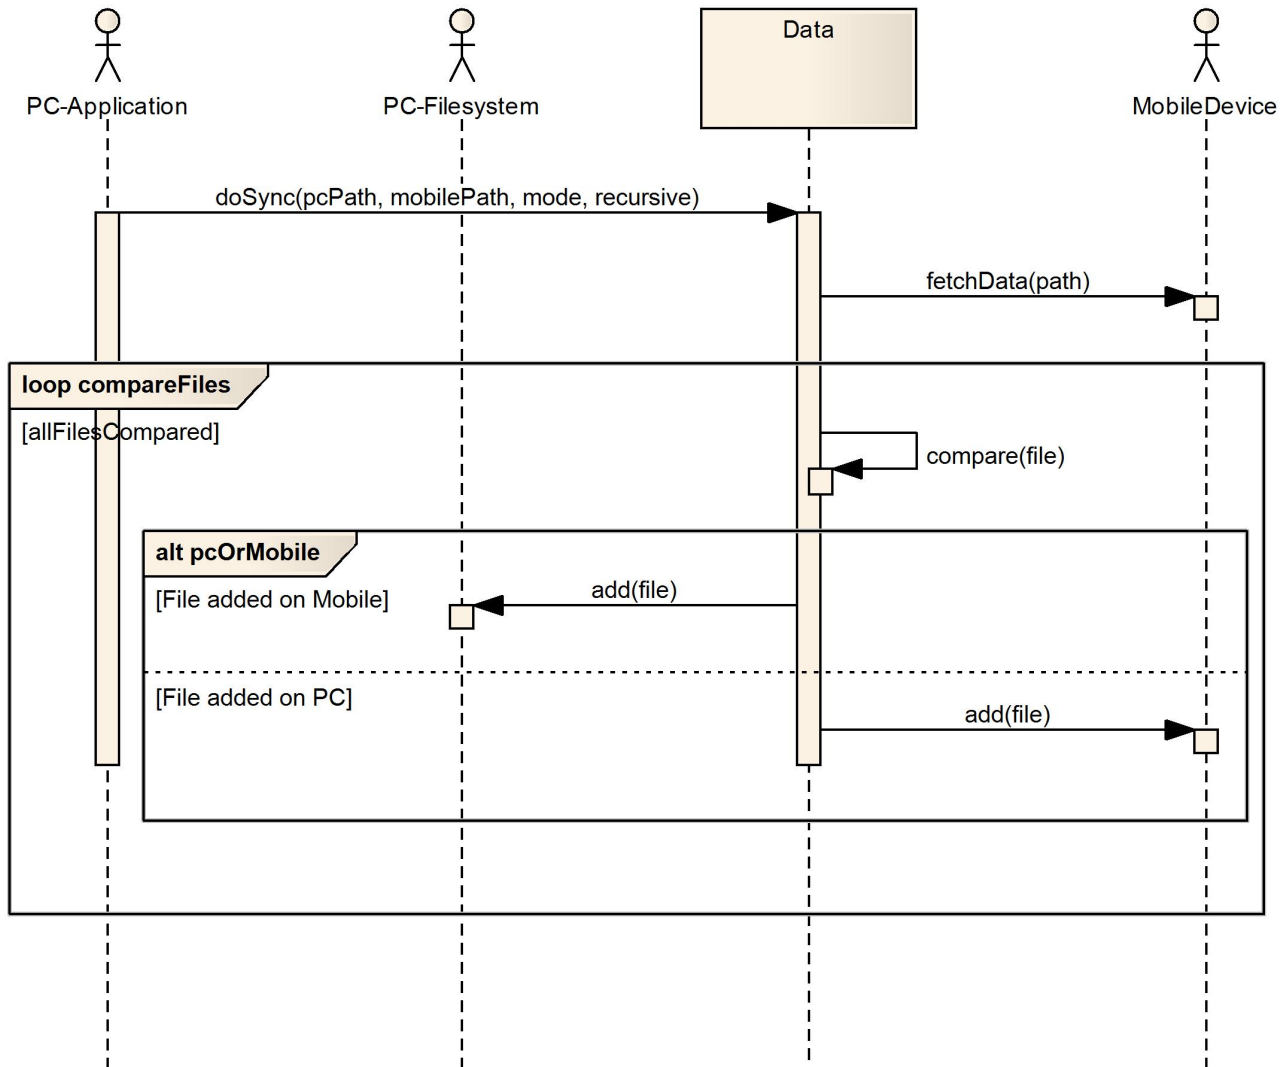 PC-Application
PC-Filesystem
Data
MobileDevice
doSync(pcPath, mobilePath, mode, recursive)
fetchData(path)
loop compareFiles
[allFilesCompared]
compare(file)
alt pcOrMobile
[File added on Mobile]
add(file)
[File added on PC]
add(file)